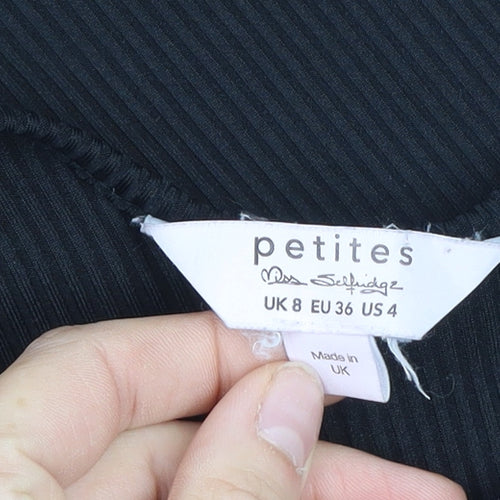 petites
Miss Selfridge
UK 8 EU 36 US 4
Made in
UK